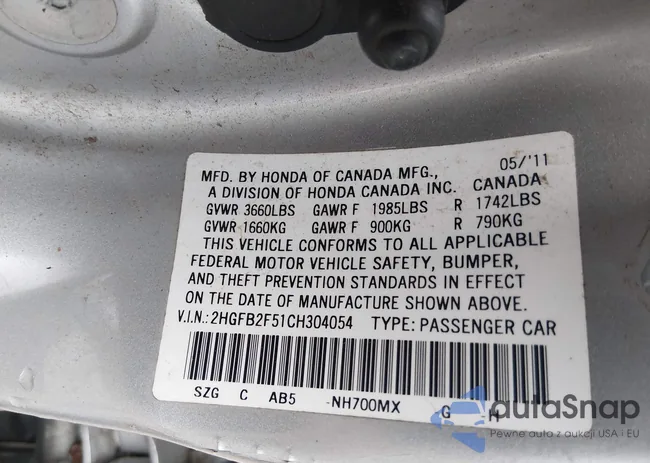 MFD. BY HONDA OF CANADA MFG., 05/'11
A DIVISION OF HONDA CANADA INC. CANADA
GVWR 3660LBS GAWR F 1985LBS R 1742LBS
GVWR 1660KG GAWR F 900KG R 790KG
THIS VEHICLE CONFORMS TO ALL APPLICABLE
FEDERAL MOTOR VEHICLE SAFETY, BUMPER,
AND THEFT PREVENTION STANDARDS IN EFFECT
ON THE DATE OF MANUFACTURE SHOWN ABOVE.
V.I.N.: 2HGFB2F51CH304054 TYPE: PASSENGER CAR
SZG C AB5 -NH700MX G H
autaSnap
Pewne auto z aukcji USA i EU